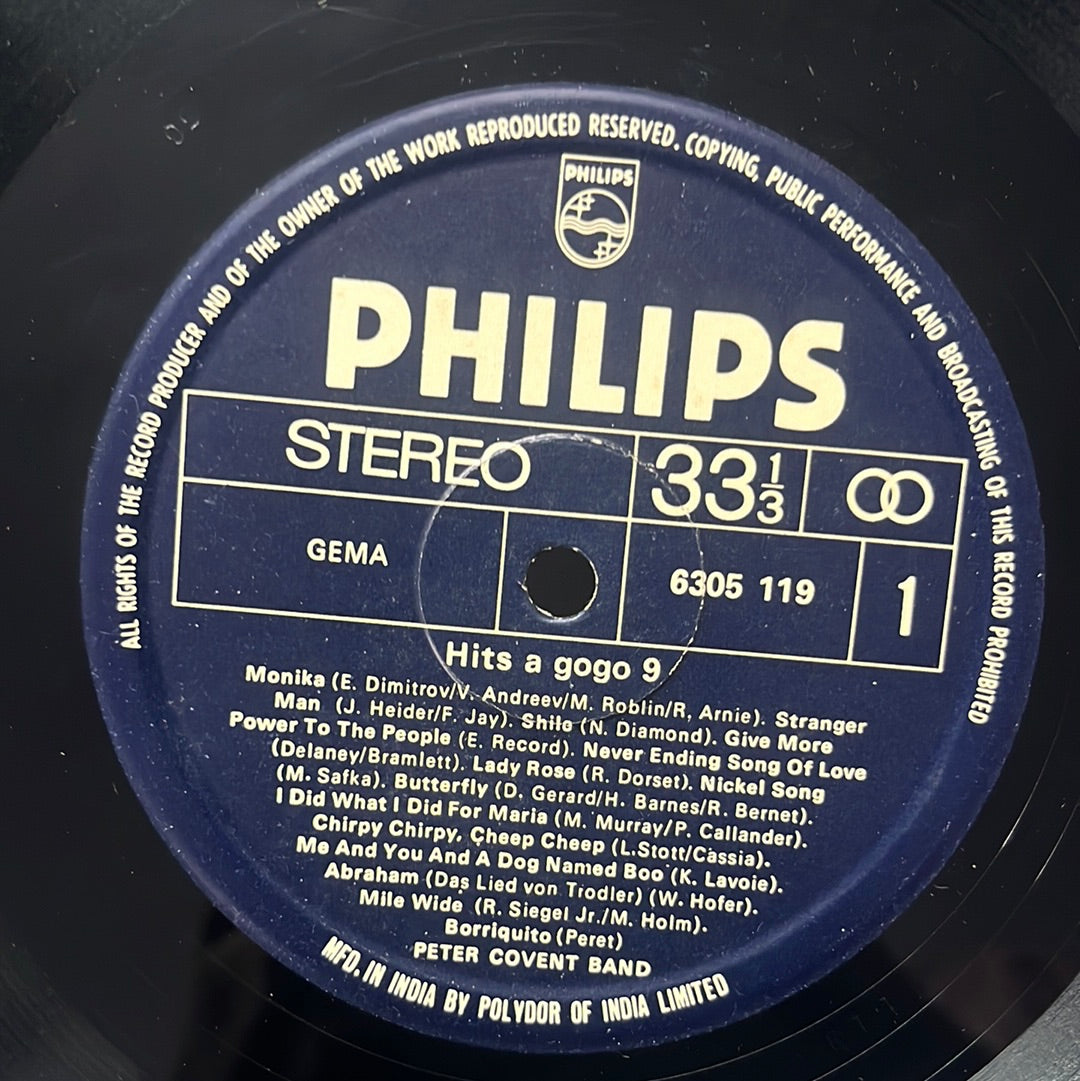 ALL RIGHTS OF THE RECORD PRODUCER AND OF THE OWNER OF THE WORK REPRODUCED RESERVED. COPYING, PUBLIC PERFORMANCE AND BROADCASTING OF THIS RECORD PROHIBITED
PHILIPS
PHILIPS
STEREO 33 1/3
GEMA 6305 119 1
Hits a gogo 9
Monika (E. Dimitrov/V. Andreev/M. Roblin/R, Arnie). Stranger
Man (J. Heider/F. Jay). Shilo (N. Diamond). Give More
Power To The People (E. Record). Never Ending Song Of Love
(Delaney/Bramlett). Lady Rose (R. Dorset). Nickel Song
(M. Safka). Butterfly (D. Gerard/H. Barnes/R. Bernet).
I Did What I Did For Maria (M. Murray/P. Callander).
Chirpy Chirpy, Cheep Cheep (L.Stott/Cassia).
Me And You And A Dog Named Boo (K. Lavoie).
Abraham (Das Lied von Trodler) (W. Hofer).
Mile Wide (R. Siegel Jr./M. Holm).
Borriquito (Peret)
PETER COVENT BAND
MFD. IN INDIA BY POLYDOR OF INDIA LIMITED